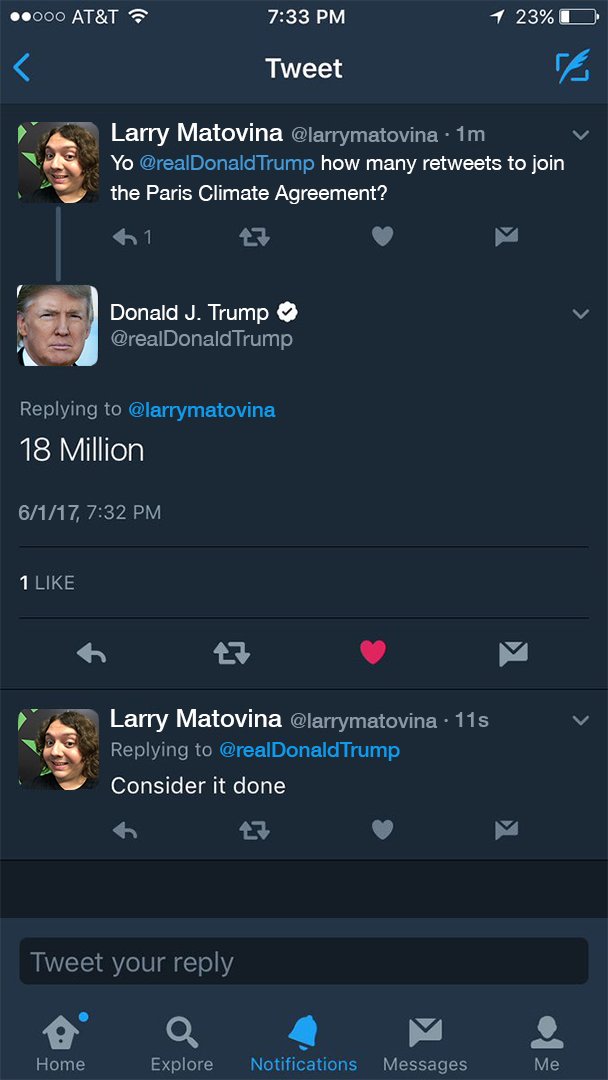 AT&T 7:33 PM 23%
Tweet
Larry Matovina @larrymatovina · 1m
Yo @realDonaldTrump how many retweets to join
the Paris Climate Agreement?
1
Donald J. Trump
@realDonaldTrump
Replying to @larrymatovina
18 Million
6/1/17, 7:32 PM
1 LIKE
Larry Matovina @larrymatovina · 11s
Replying to @realDonaldTrump
Consider it done
Tweet your reply
Home Explore Notifications Messages Me